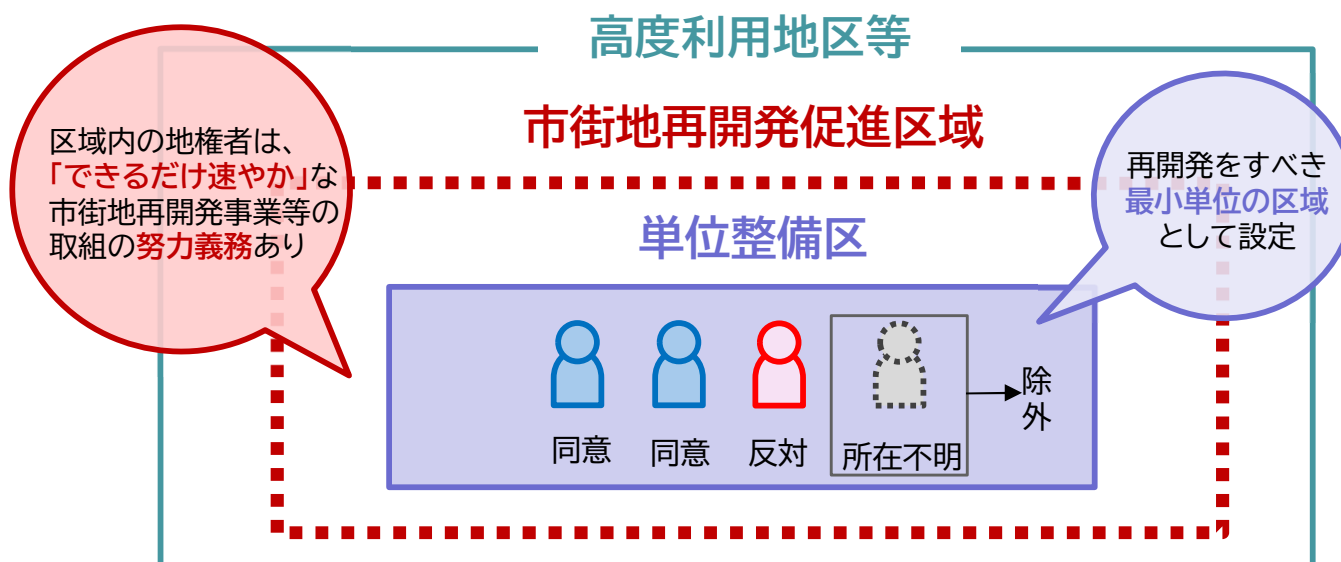 高度利用地区等
市街地再開発促進区域
区域内の地権者は、
「できるだけ速やか」な
市街地再開発事業等の
取組の努力義務あり
再開発をすべき
最小単位の区域
として設定
単位整備区
同意
同意
反対
所在不明
除
外